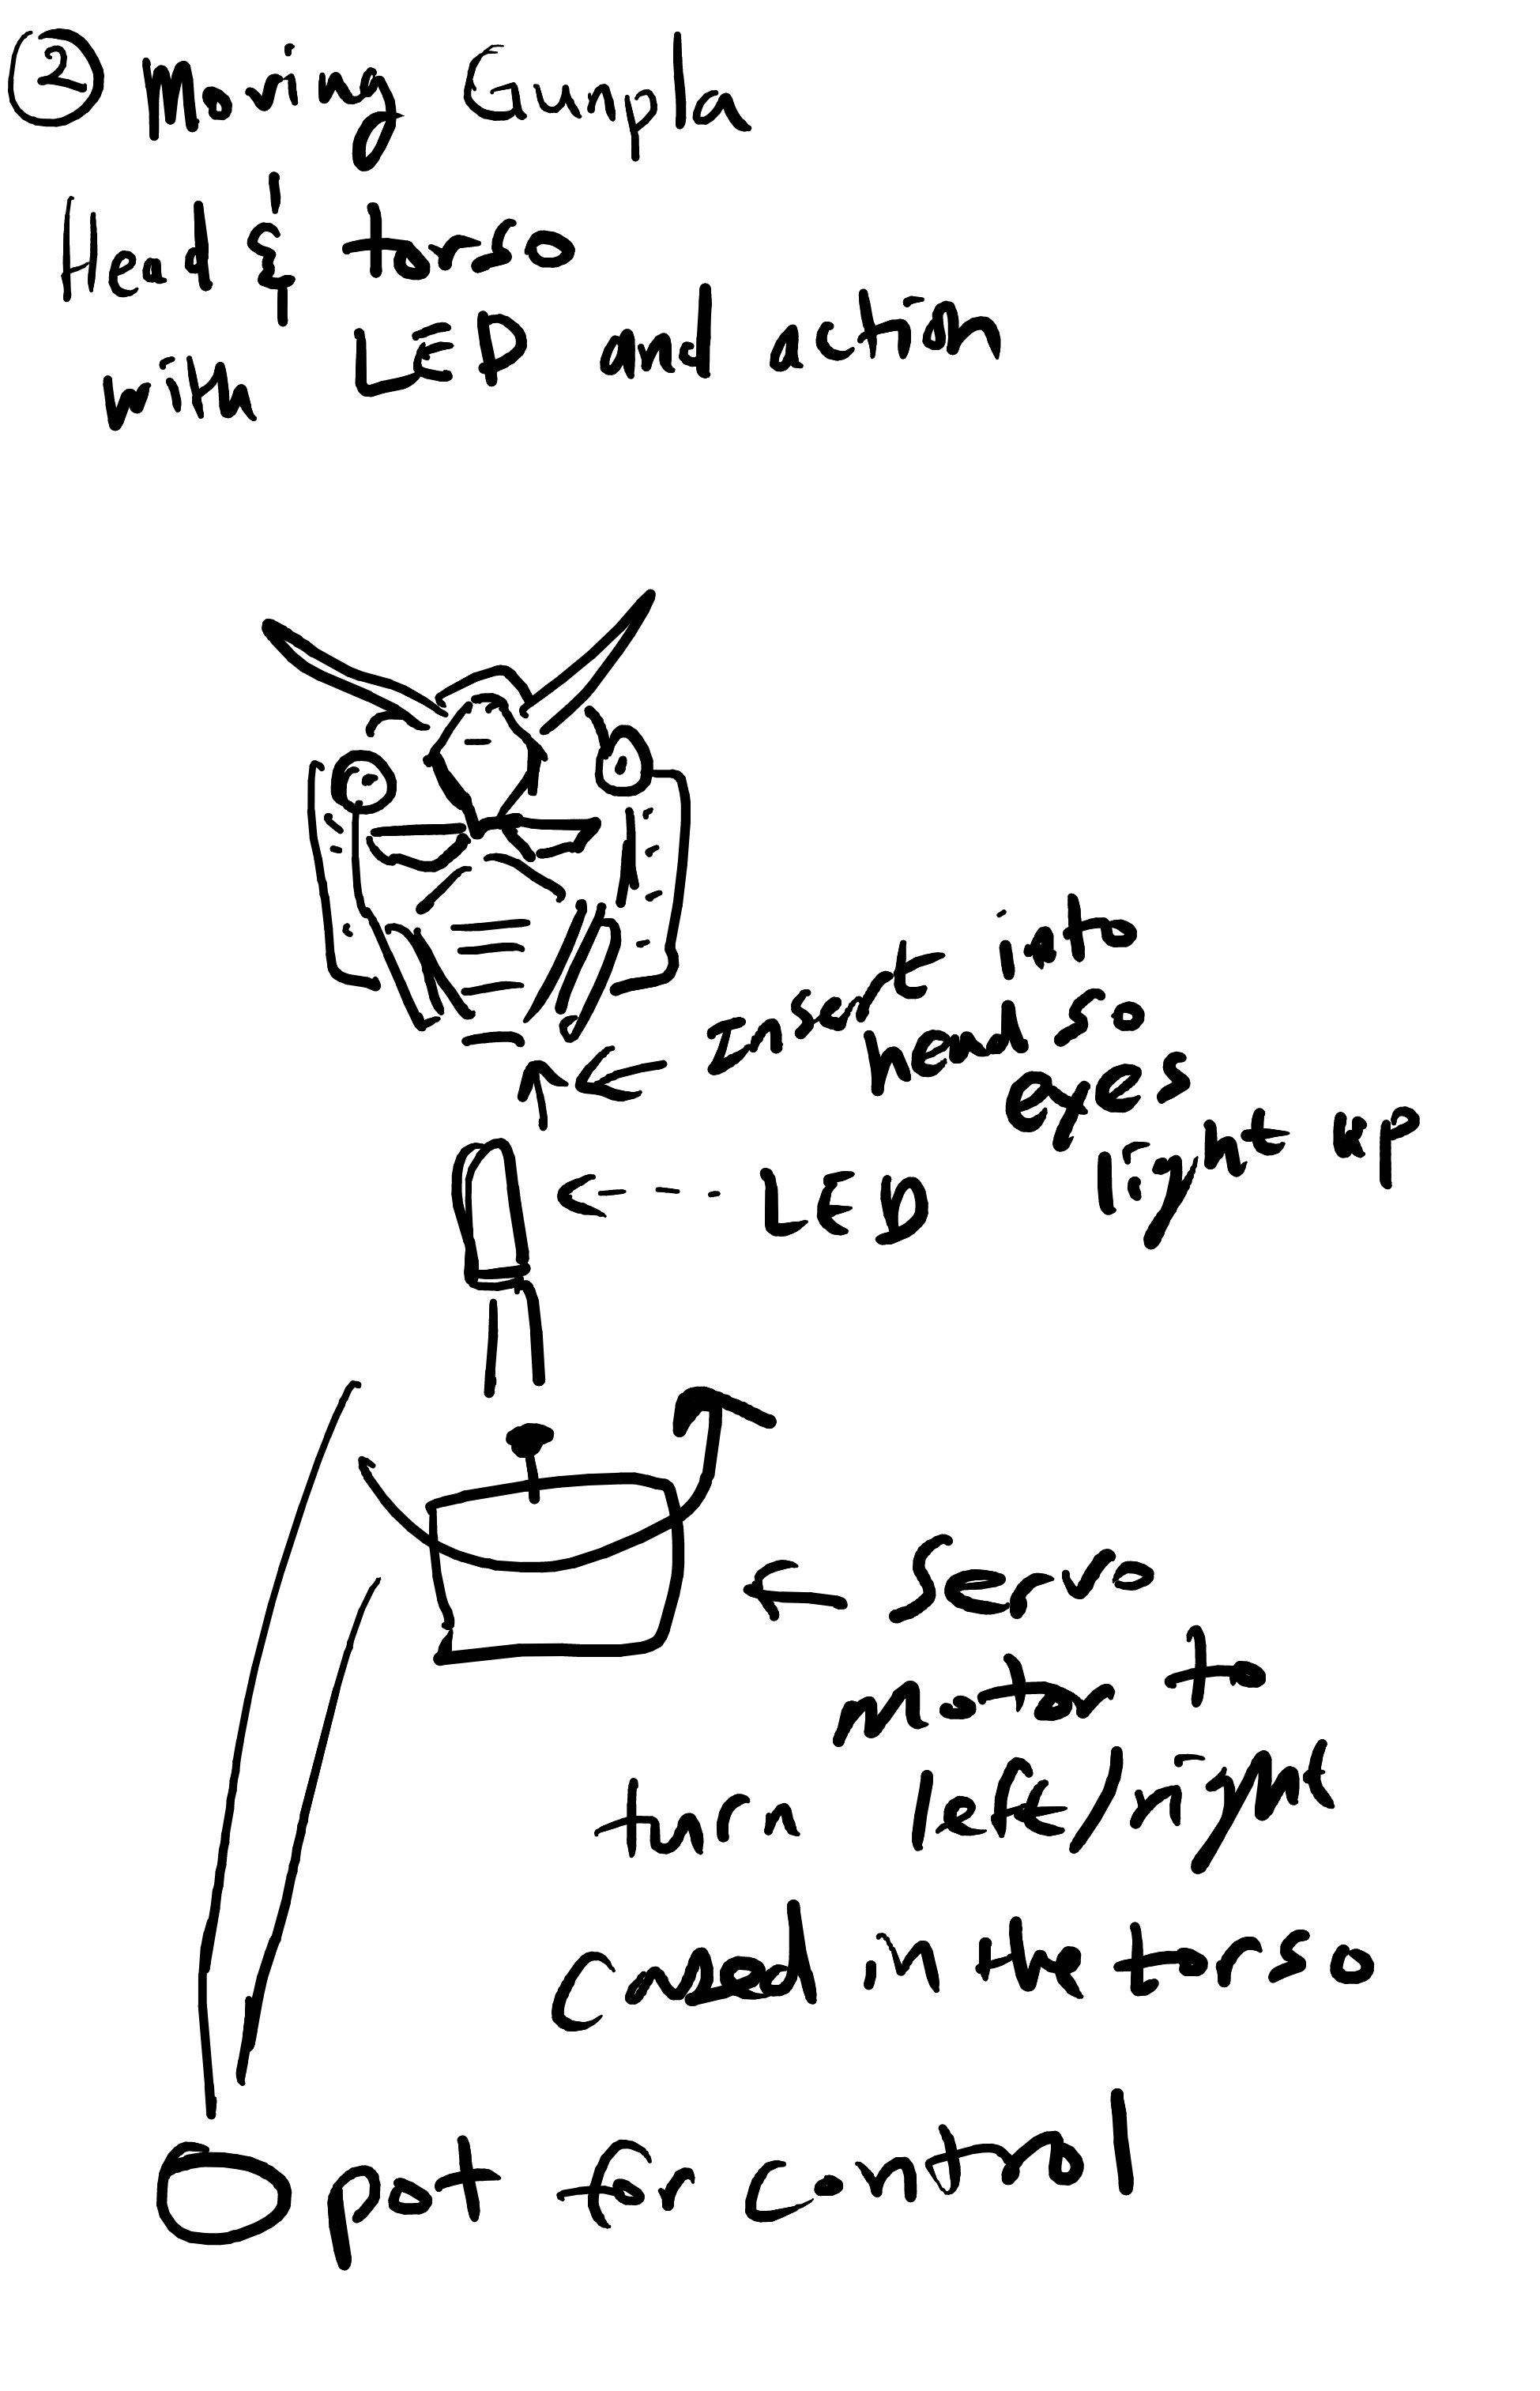 ② Moving Gunpla
Head & torso
with LED and action
Insert into
head so
eyes
light up
LED
Servo
motor to
turn left/right
caved in the torso
pot for control